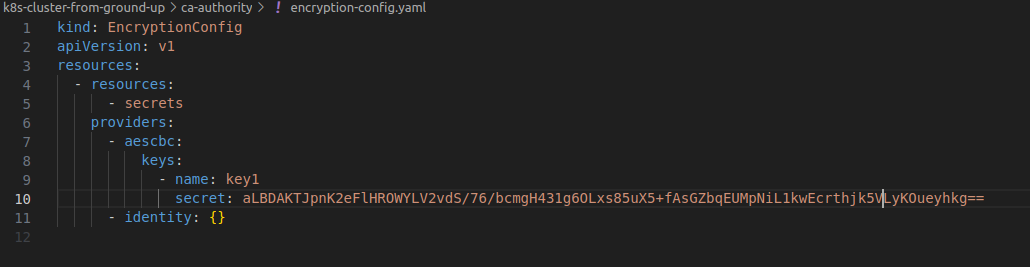 k8s-cluster-from-ground-up > ca-authority > ! encryption-config.yaml
1 kind: EncryptionConfig
2 apiVersion: v1
3 resources:
4 - resources:
5 - secrets
6 providers:
7 - aescbc:
8 keys:
9 - name: key1
10 secret: aLBDAKTJpnK2eFlHROWYLV2vdS/76/bcmgH431g6OLxs85uX5+fAsGZbqEUMpNiL1kwEcrthjk5VLyKOueyhkg==
11 - identity: {}
12